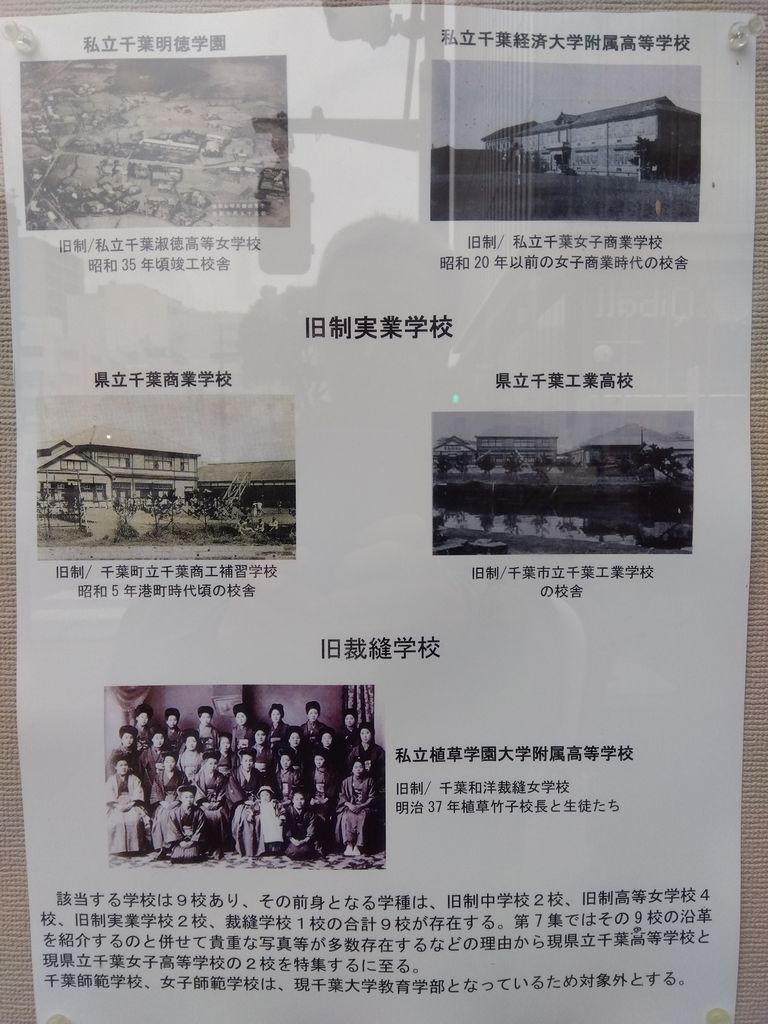 私立千葉明徳学園
私立千葉経済大学附属高等学校
旧制/私立千葉淑徳高等女学校
昭和35年頃竣工校舎
旧制/ 私立千葉女子商業学校
昭和20年以前の女子商業時代の校舎
旧制実業学校
県立千葉商業学校
県立千葉工業高校
旧制/ 千葉町立千葉商工補習学校
昭和5年港町時代頃の校舎
旧制/千葉市立千葉工業学校
の校舎
旧裁縫学校
私立植草学園大学附属高等学校
旧制/ 千葉和洋裁縫女学校
明治37年植草竹子校長と生徒たち
該当する学校は9校あり、その前身となる学種は、旧制中学校2校、旧制高等女学校4
校、旧制実業学校2校、裁縫学校1校の合計9校が存在する。第7集ではその9校の沿革
を紹介するのと併せて貴重な写真等が多数存在するなどの理由から現県立千葉高等学校と
現県立千葉女子高等学校の2校を特集するに至る。
千葉師範学校、女子師範学校は、現千葉大学教育学部となっているため対象外とする。